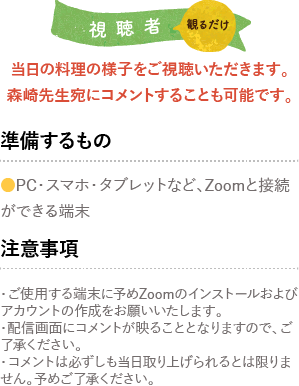 視聴者 観るだけ
当日の料理の様子をご視聴いただきます。
森崎先生宛にコメントすることも可能です。
準備するもの
●PC・スマホ・タブレットなど、Zoomと接続
ができる端末
注意事項
・ご使用する端末に予めZoomのインストールおよび
アカウントの作成をお願いいたします。
・配信画面にコメントが映ることとなりますので、ご
了承ください。
・コメントは必ずしも当日取り上げられるとは限りま
せん。予めご了承ください。